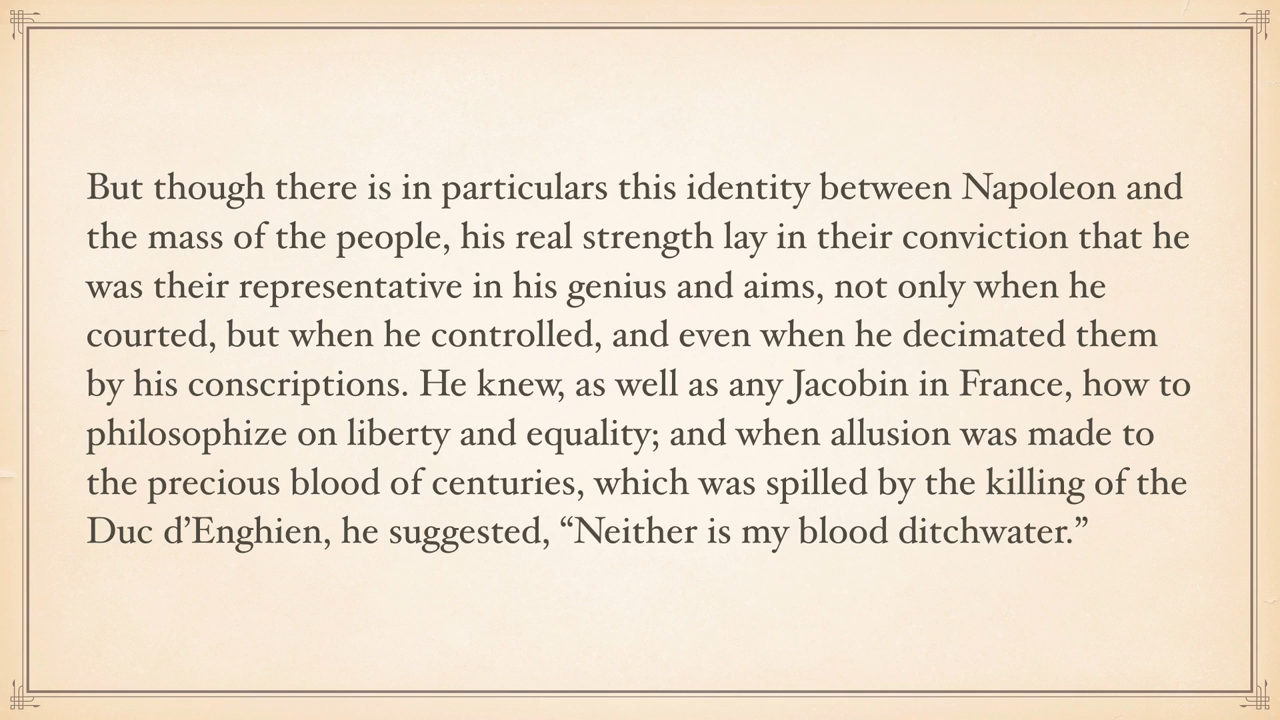 But though there is in particulars this identity between Napoleon and
the mass of the people, his real strength lay in their conviction that he
was their representative in his genius and aims, not only when he
courted, but when he controlled, and even when he decimated them
by his conscriptions. He knew, as well as any Jacobin in France, how to
philosophize on liberty and equality; and when allusion was made to
the precious blood of centuries, which was spilled by the killing of the
Duc d’Enghien, he suggested, “Neither is my blood ditchwater.”